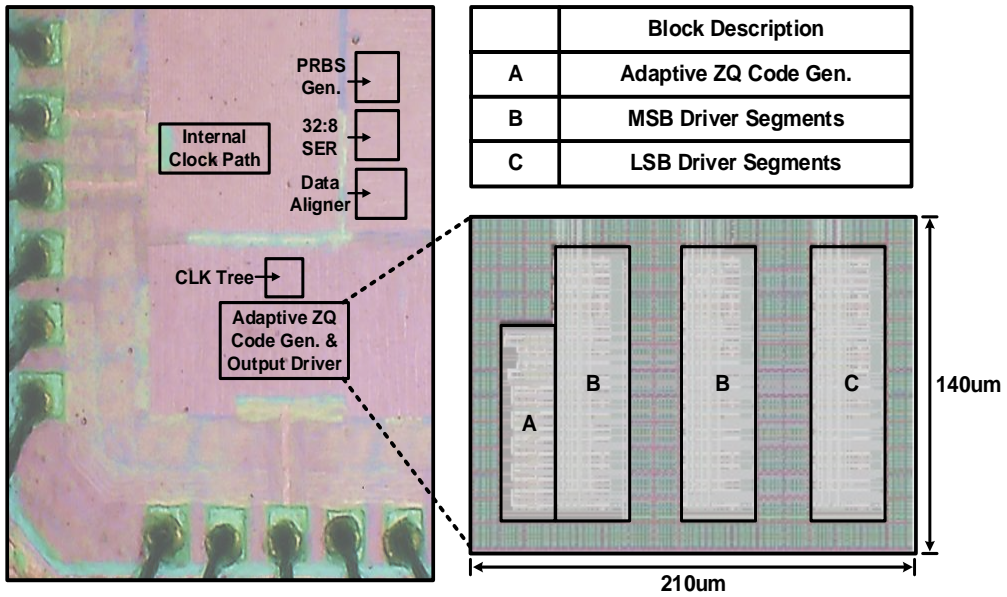 PRBS
Gen.
32:8
SER
Internal
Clock Path
Data
Aligner
CLK Tree
Adaptive ZQ
Code Gen. &
Output Driver
Block Description
A Adaptive ZQ Code Gen.
B MSB Driver Segments
C LSB Driver Segments
A
B
B
C
140um
210um